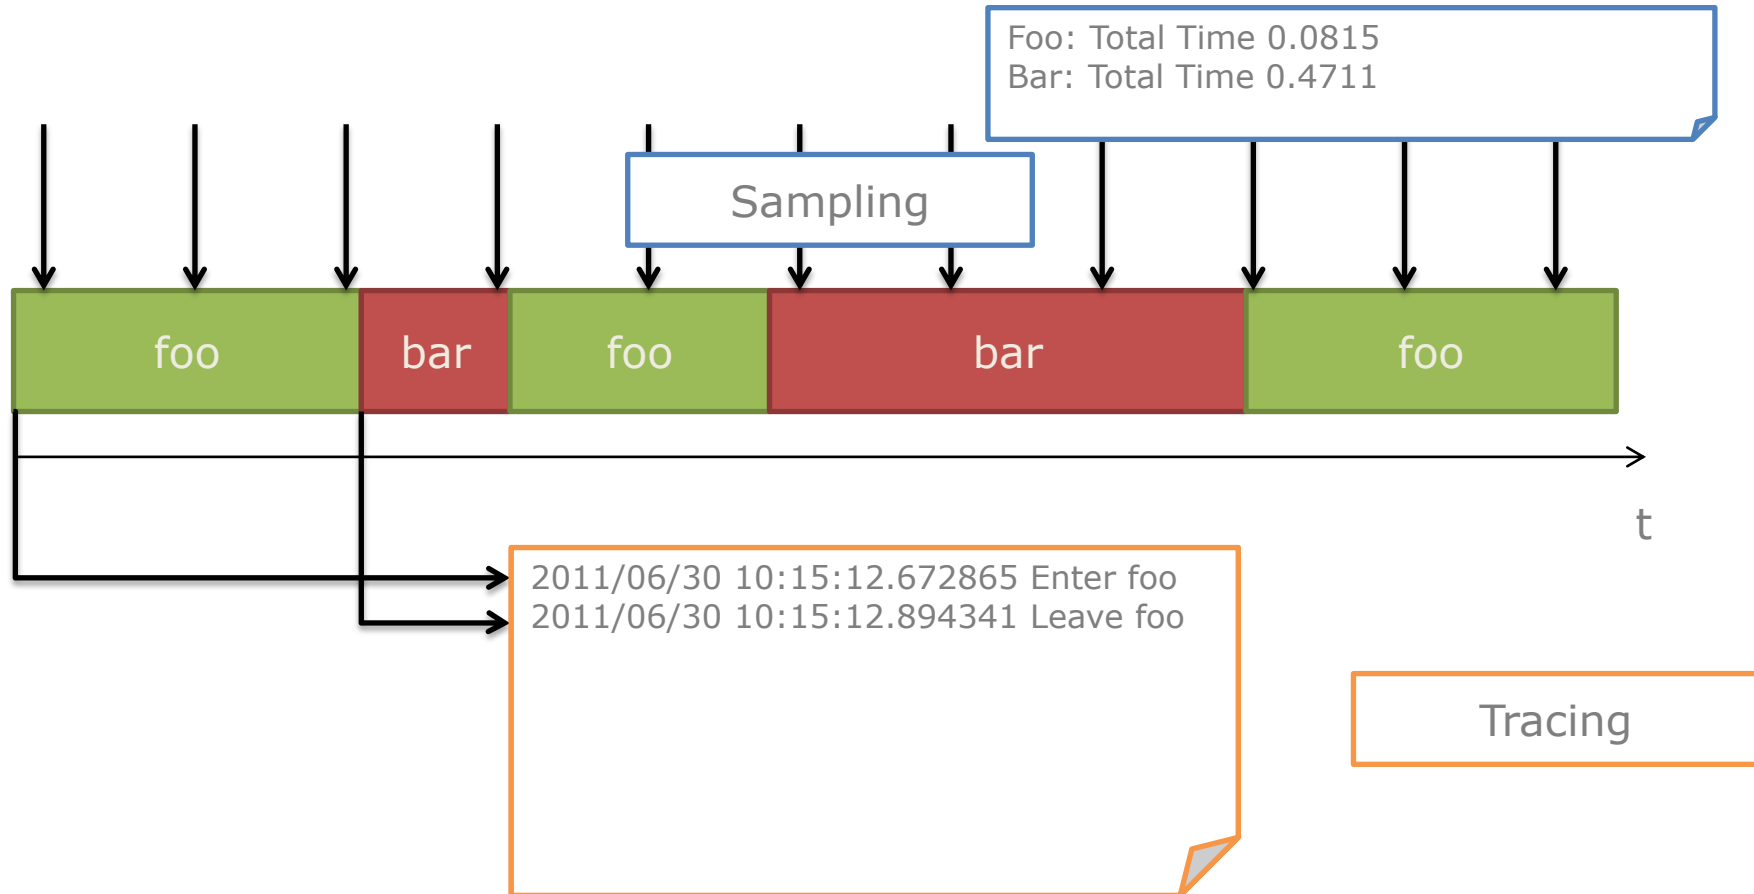 Foo: Total Time 0.0815
Bar: Total Time 0.4711
Sampling
foo
bar
foo
bar
foo
t
2011/06/30 10:15:12.672865 Enter foo
2011/06/30 10:15:12.894341 Leave foo
Tracing